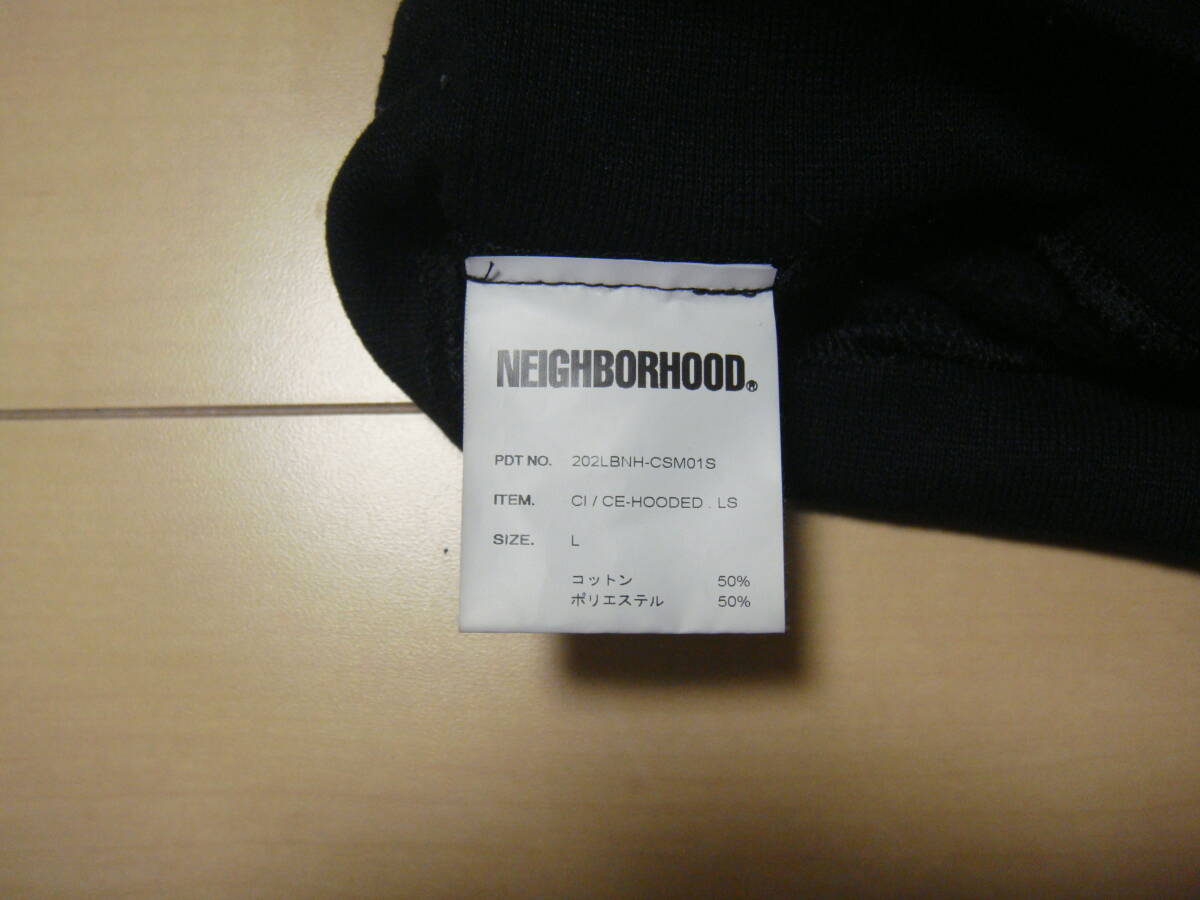 NEIGHBORHOOD®
PDT NO. 202LBNH-CSM01S
ITEM. CI / CE-HOODED . LS
SIZE. L
コットン 50%
ポリエステル 50%